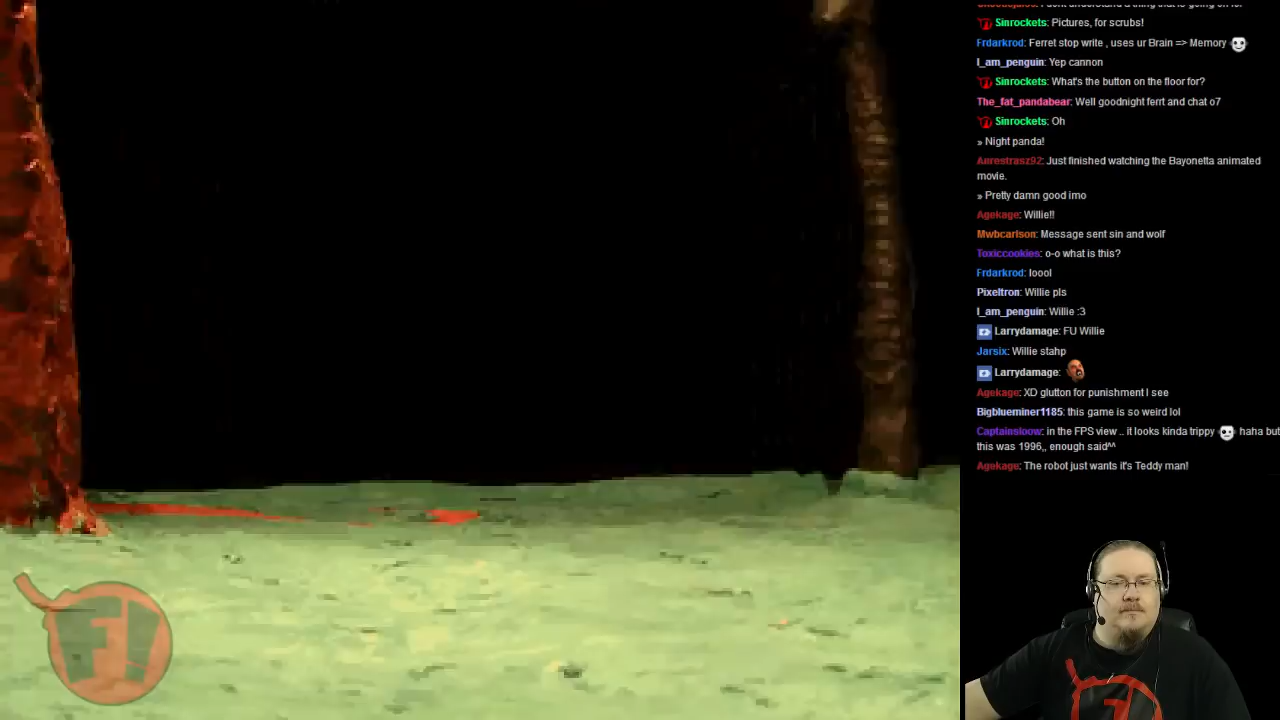 Sinrockets: Pictures, for scrubs!
Frdarkrod: Ferret stop write , uses ur Brain => Memory
I_am_penguin: Yep cannon
Sinrockets: What's the button on the floor for?
The_fat_pandabear: Well goodnight ferrt and chat o7
Sinrockets: Oh
» Night panda!
Aurestrasz92: Just finished watching the Bayonetta animated
movie.
» Pretty damn good imo
Agekage: Willie!!
Mwbcarlson: Message sent sin and wolf
Toxiccookies: o-o what is this?
Frdarkrod: loool
Pixeltron: Willie pls
I_am_penguin: Willie :3
Larrydamage: FU Willie
Jarsix: Willie stahp
Larrydamage:
Agekage: XD glutton for punishment I see
Bigblueminer1185: this game is so weird lol
Captainsloow: in the FPS view .. it looks kinda trippy haha but
this was 1996,, enough said^^
Agekage: The robot just wants it's Teddy man!
F!